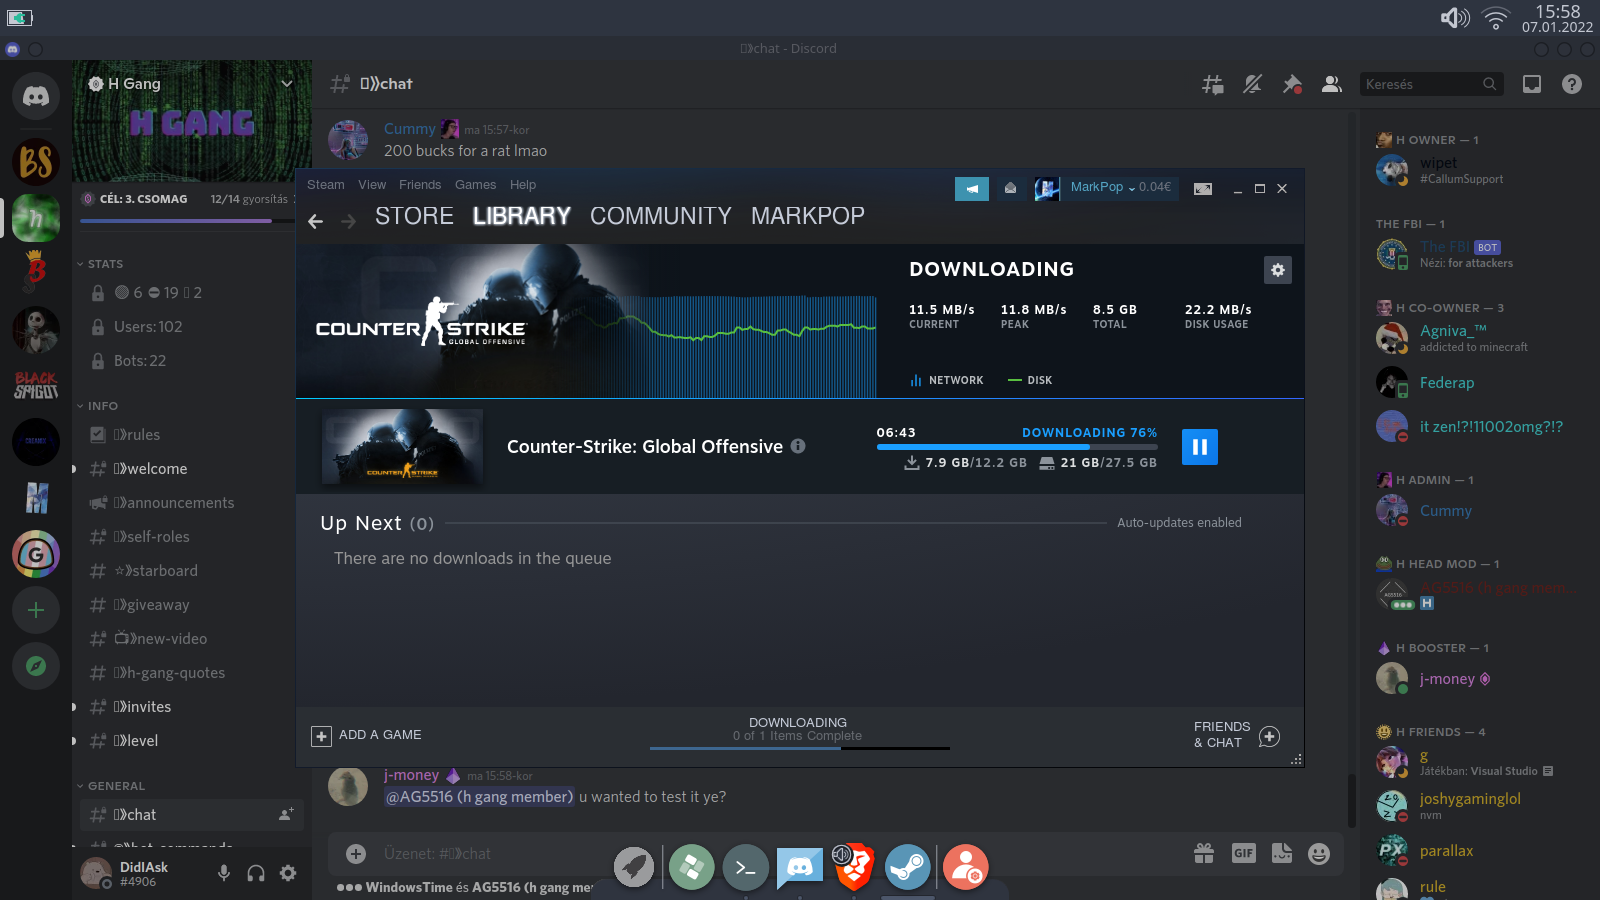 15:58
07.01.2022
》chat - Discord
H Gang
H GANG
CÉL: 3. CSOMAG 12/14 gyorsítás
STATS
6 19 2
Users: 102
Bots: 22
INFO
》rules
》welcome
》announcements
》self-roles
》starboard
》giveaway
》new-video
》h-gang-quotes
》invites
》level
GENERAL
》chat
DidIAsk
#4906
BS
h
B
BLACK
SPIGOT
M
G
》chat
Keresés
Cummy ma 15:57-kor
200 bucks for a rat lmao
Steam View Friends Games Help
MarkPop 0.04€
STORE LIBRARY COMMUNITY MARKPOP
COUNTER STRIKE
GLOBAL OFFENSIVE
DOWNLOADING
11.5 MB/s 11.8 MB/s 8.5 GB 22.2 MB/s
CURRENT PEAK TOTAL DISK USAGE
NETWORK DISK
COUNTER STRIKE
Counter-Strike: Global Offensive
06:43 DOWNLOADING 76%
7.9 GB/12.2 GB 21 GB/27.5 GB
Up Next (0)
Auto-updates enabled
There are no downloads in the queue
ADD A GAME
DOWNLOADING
0 of 1 Items Complete
FRIENDS
& CHAT
j-money ma 15:58-kor
@AG5516 (h gang member) u wanted to test it ye?
Üzenet: #》chat
GIF
WindowsTime és AG5516 (h gang me
H OWNER — 1
wipet
#CallumSupport
THE FBI — 1
The FBI BOT
Nézi: for attackers
H CO-OWNER — 3
Agniva_™
addicted to minecraft
Federap
it zen!?!11002omg?!?
H ADMIN — 1
Cummy
H HEAD MOD — 1
AG5516 (h gang mem...
H
H BOOSTER — 1
j-money
H FRIENDS — 4
g
Játékban: Visual Studio
joshygaminglol
nvm
parallax
PX
rule